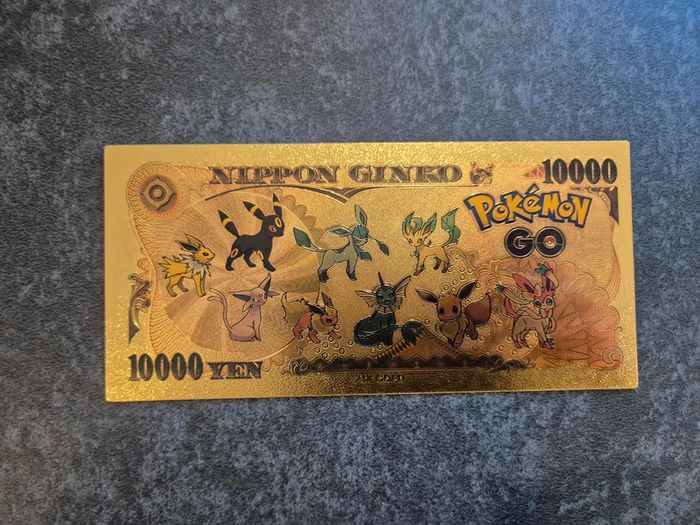 NIPPON GINKO
10000
POKÉMON
GO
10000 YEN